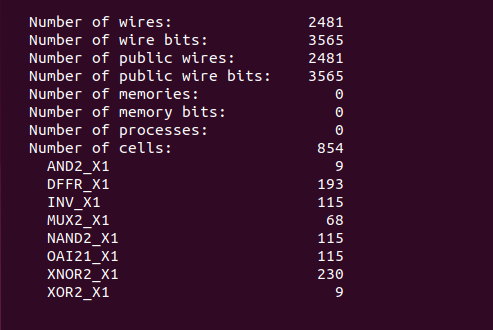 Number of wires: 2481
Number of wire bits: 3565
Number of public wires: 2481
Number of public wire bits: 3565
Number of memories: 0
Number of memory bits: 0
Number of processes: 0
Number of cells: 854
AND2_X1 9
DFFR_X1 193
INV_X1 115
MUX2_X1 68
NAND2_X1 115
OAI21_X1 115
XNOR2_X1 230
XOR2_X1 9